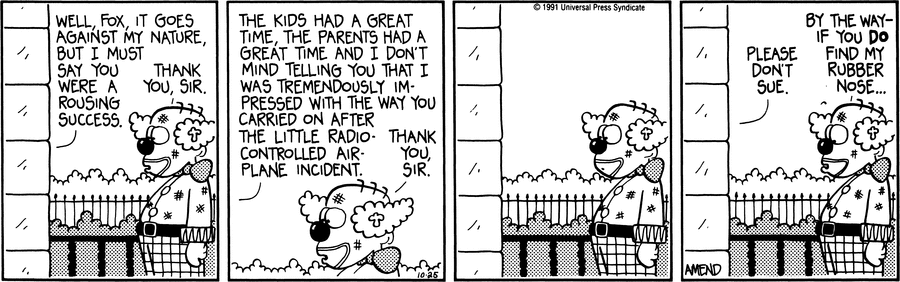 WELL, FOX, IT GOES
AGAINST MY NATURE,
BUT I MUST
SAY YOU
WERE A
ROUSING
SUCCESS.
THANK
YOU, SIR.
THE KIDS HAD A GREAT
TIME, THE PARENTS HAD A
GREAT TIME AND I DON'T
MIND TELLING YOU THAT I
WAS TREMENDOUSLY IM-
PRESSED WITH THE WAY YOU
CARRIED ON AFTER
THE LITTLE RADIO-
CONTROLLED AIR-
PLANE INCIDENT.
THANK
YOU,
SIR.
10·25
© 1991 Universal Press Syndicate
PLEASE
DON'T
SUE.
BY THE WAY–
IF YOU DO
FIND MY
RUBBER
NOSE...
AMEND